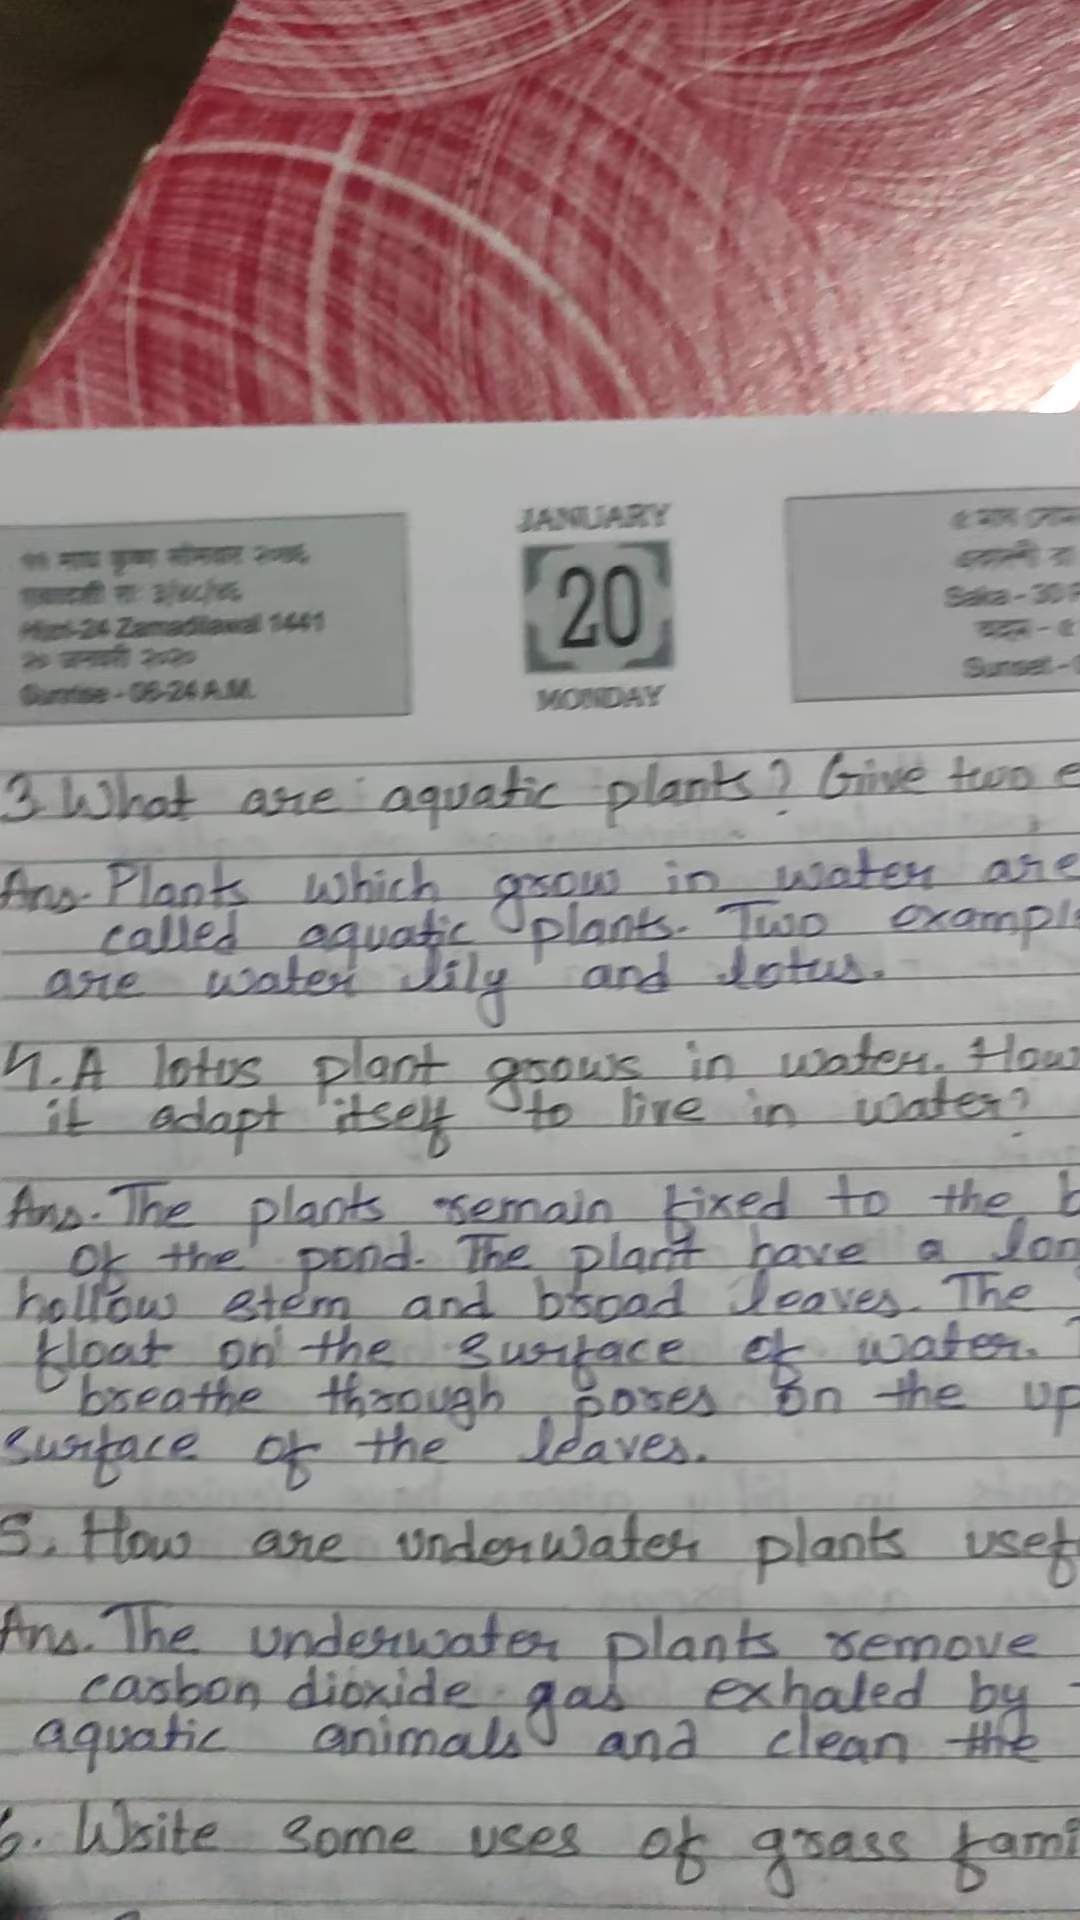 JANUARY
20
MONDAY
Sunrise - 06-24 A.M.
Saka - 30
Sunset -
3 What are aquatic plants? Give two e
Ans. Plants which grow in water are
called aquatic plants. Two exampl
are water lily and lotus.
4. A lotus plant grows in water. How
it adapt itself to live in water?
Ans. The plants remain fixed to the b
of the pond. The plant have a lon
hollow stem and broad leaves. The
float on the surface of water.
breathe through pores on the up
surface of the leaves.
5. How are underwater plants usef
Ans. The underwater plants remove
carbon dioxide gas exhaled by
aquatic animals and clean the
6. Write some uses of grass fami